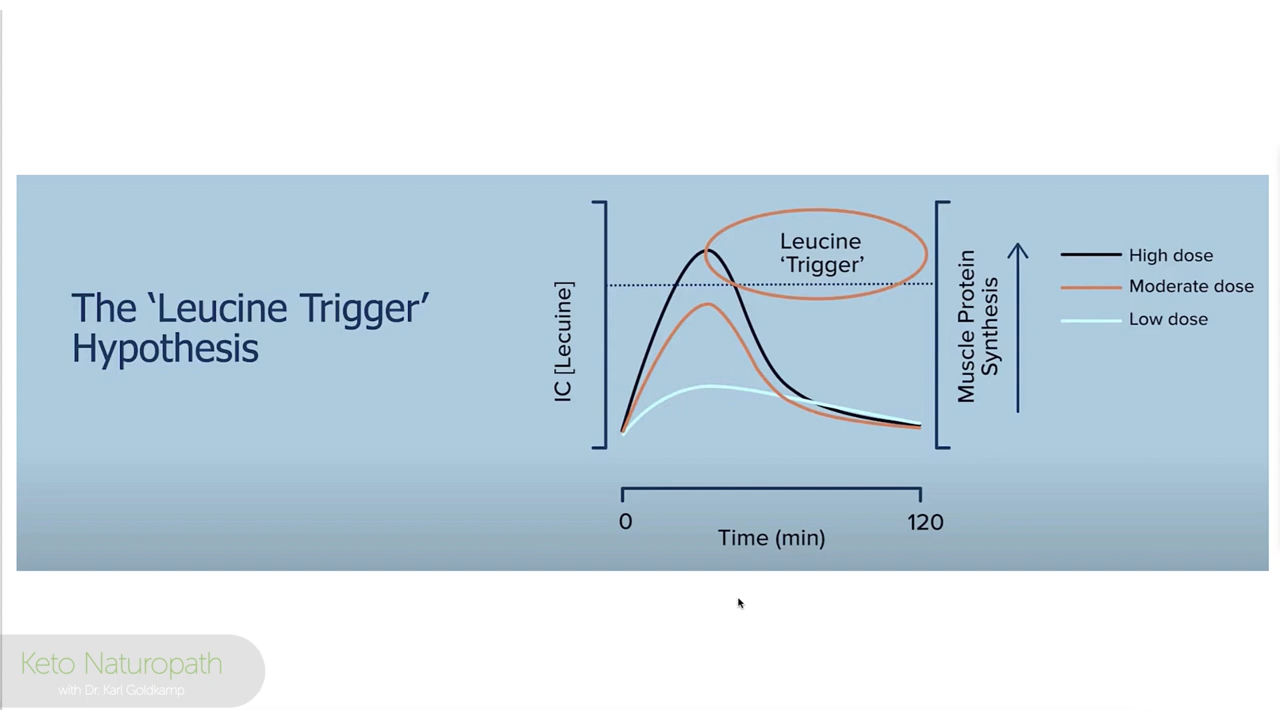 The ‘Leucine Trigger’
Hypothesis
IC [Lecuine]
Leucine
‘Trigger’
Muscle Protein
Synthesis
High dose
Moderate dose
Low dose
0
120
Time (min)
Keto Naturopath
with Dr. Karl Goldkamp